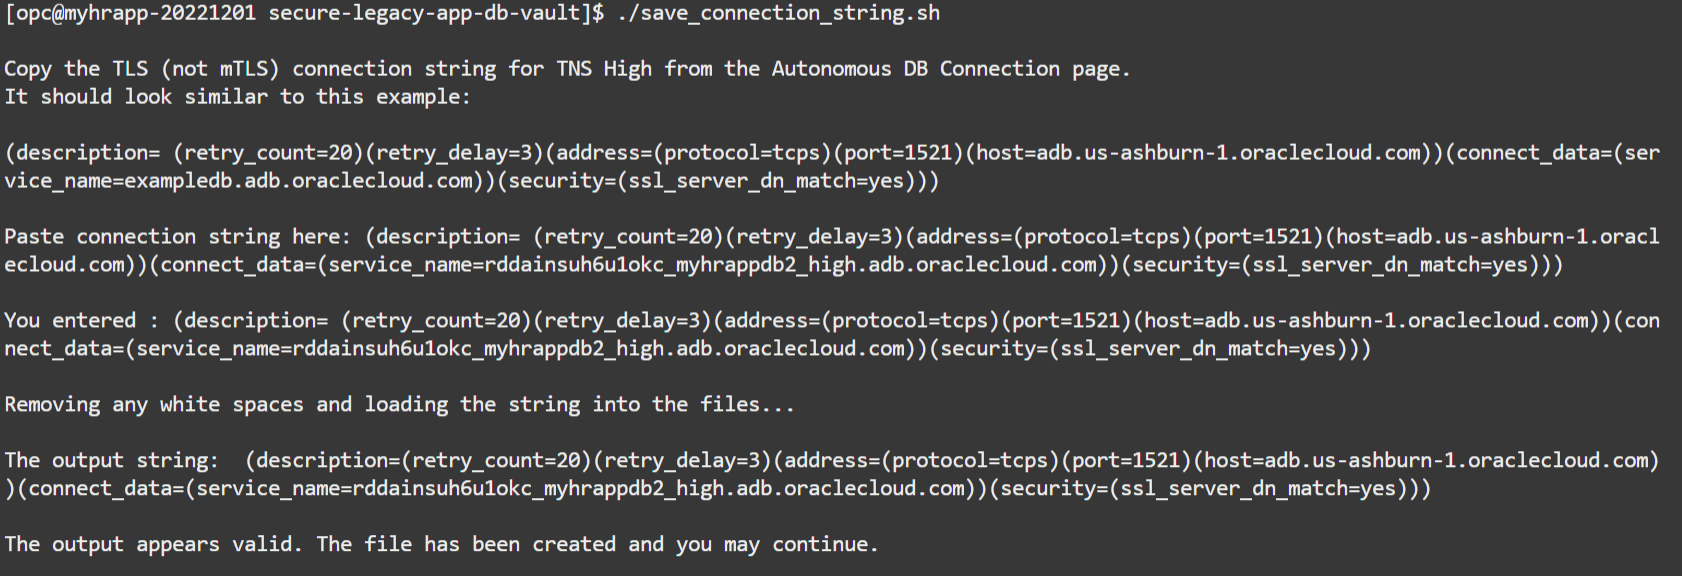 [opc@myhrapp-20221201 secure-legacy-app-db-vault]$ ./save_connection_string.sh
Copy the TLS (not mTLS) connection string for TNS High from the Autonomous DB Connection page.
It should look similar to this example:
(description= (retry_count=20)(retry_delay=3)(address=(protocol=tcps)(port=1521)(host=adb.us-ashburn-1.oraclecloud.com))(connect_data=(ser
vice_name=exampledb.adb.oraclecloud.com))(security=(ssl_server_dn_match=yes)))
Paste connection string here: (description= (retry_count=20)(retry_delay=3)(address=(protocol=tcps)(port=1521)(host=adb.us-ashburn-1.oracl
ecloud.com))(connect_data=(service_name=rddainsuh6u1okc_myhrappdb2_high.adb.oraclecloud.com))(security=(ssl_server_dn_match=yes)))
You entered : (description= (retry_count=20)(retry_delay=3)(address=(protocol=tcps)(port=1521)(host=adb.us-ashburn-1.oraclecloud.com))(con
nect_data=(service_name=rddainsuh6u1okc_myhrappdb2_high.adb.oraclecloud.com))(security=(ssl_server_dn_match=yes)))
Removing any white spaces and loading the string into the files...
The output string:  (description=(retry_count=20)(retry_delay=3)(address=(protocol=tcps)(port=1521)(host=adb.us-ashburn-1.oraclecloud.com)
)(connect_data=(service_name=rddainsuh6u1okc_myhrappdb2_high.adb.oraclecloud.com))(security=(ssl_server_dn_match=yes)))
The output appears valid. The file has been created and you may continue.